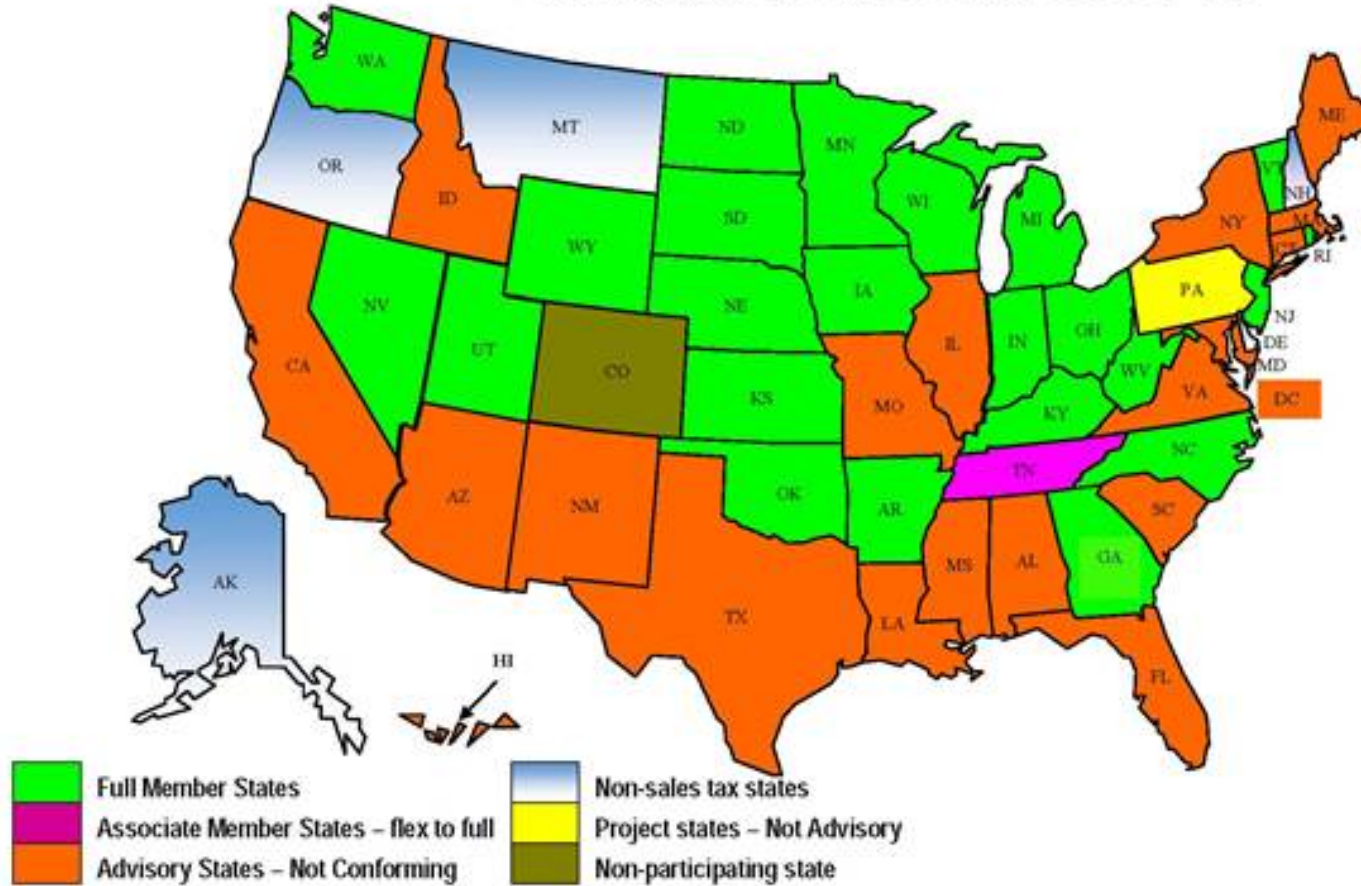 WA
MT
ND
MN
ME
OR
ID
SD
WI
MI
VT
NH
NY
M
WY
CT
RI
NV
NE
IA
PA
NJ
UT
CO
IL
IN
OH
DE
MD
CA
KS
MO
WV
VA
DC
KY
AZ
NM
OK
AR
TN
NC
SC
AK
TX
LA
MS
AL
GA
FL
HI
Full Member States
Associate Member States – flex to full
Advisory States – Not Conforming
Non-sales tax states
Project states – Not Advisory
Non-participating state